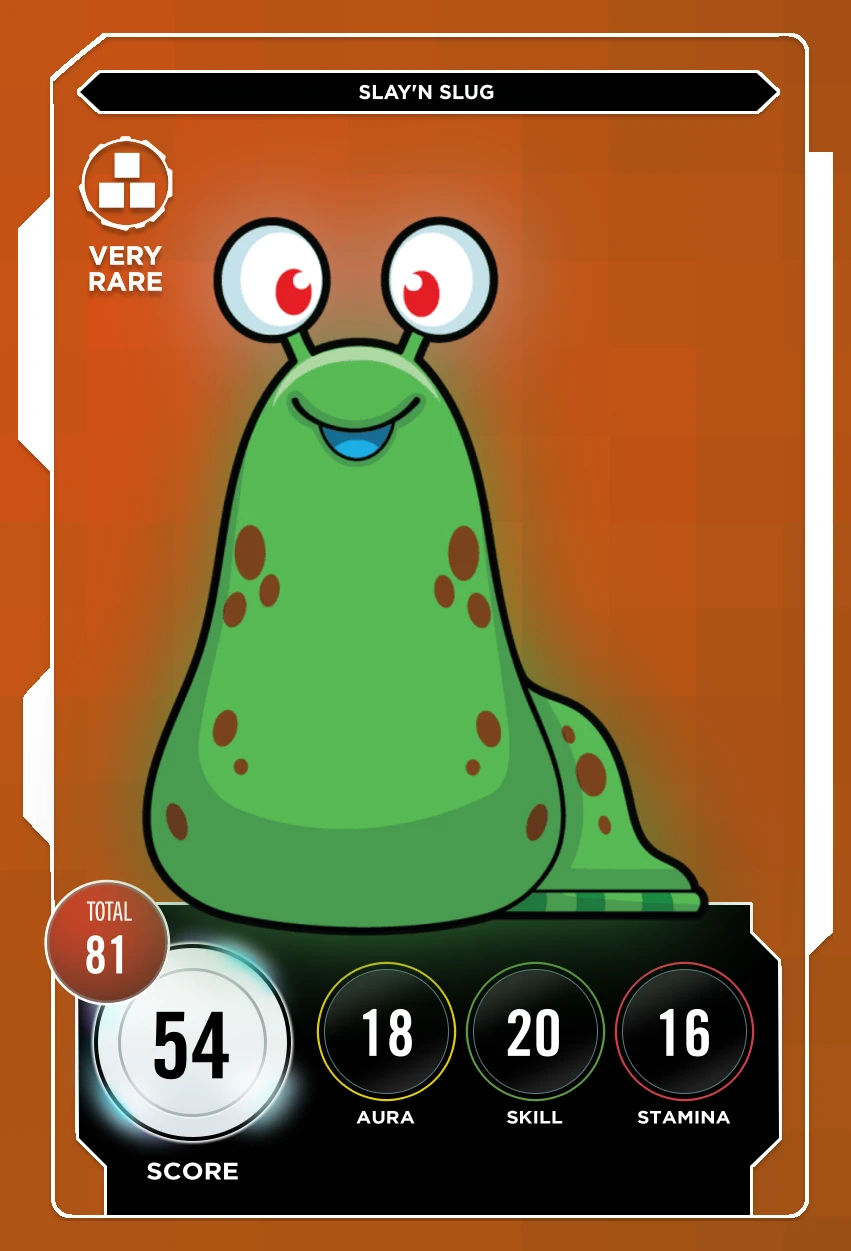 SLAY'N SLUG
VERY
RARE
TOTAL
81
54
SCORE
18
AURA
20
SKILL
16
STAMINA